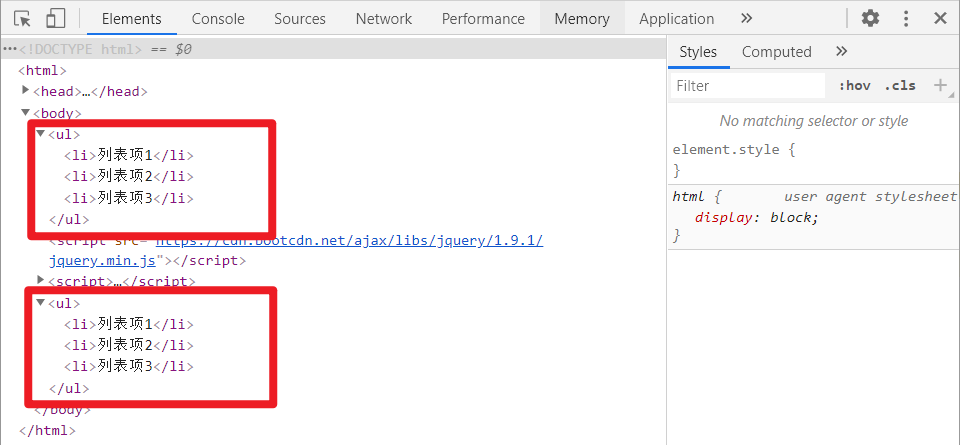 Elements Console Sources Network Performance Memory Application »
···<!DOCTYPE html> == $0
<html>
<head>…</head>
<body>
<ul>
<li>列表项1</li>
<li>列表项2</li>
<li>列表项3</li>
</ul>
<script src="https://cdn.bootcdn.net/ajax/libs/jquery/1.9.1/
jquery.min.js"></script>
<script>…</script>
<ul>
<li>列表项1</li>
<li>列表项2</li>
<li>列表项3</li>
</ul>
</body>
</html>
Styles Computed »
Filter :hov .cls +
No matching selector or style
element.style {
}
html { user agent stylesheet
display: block;
}